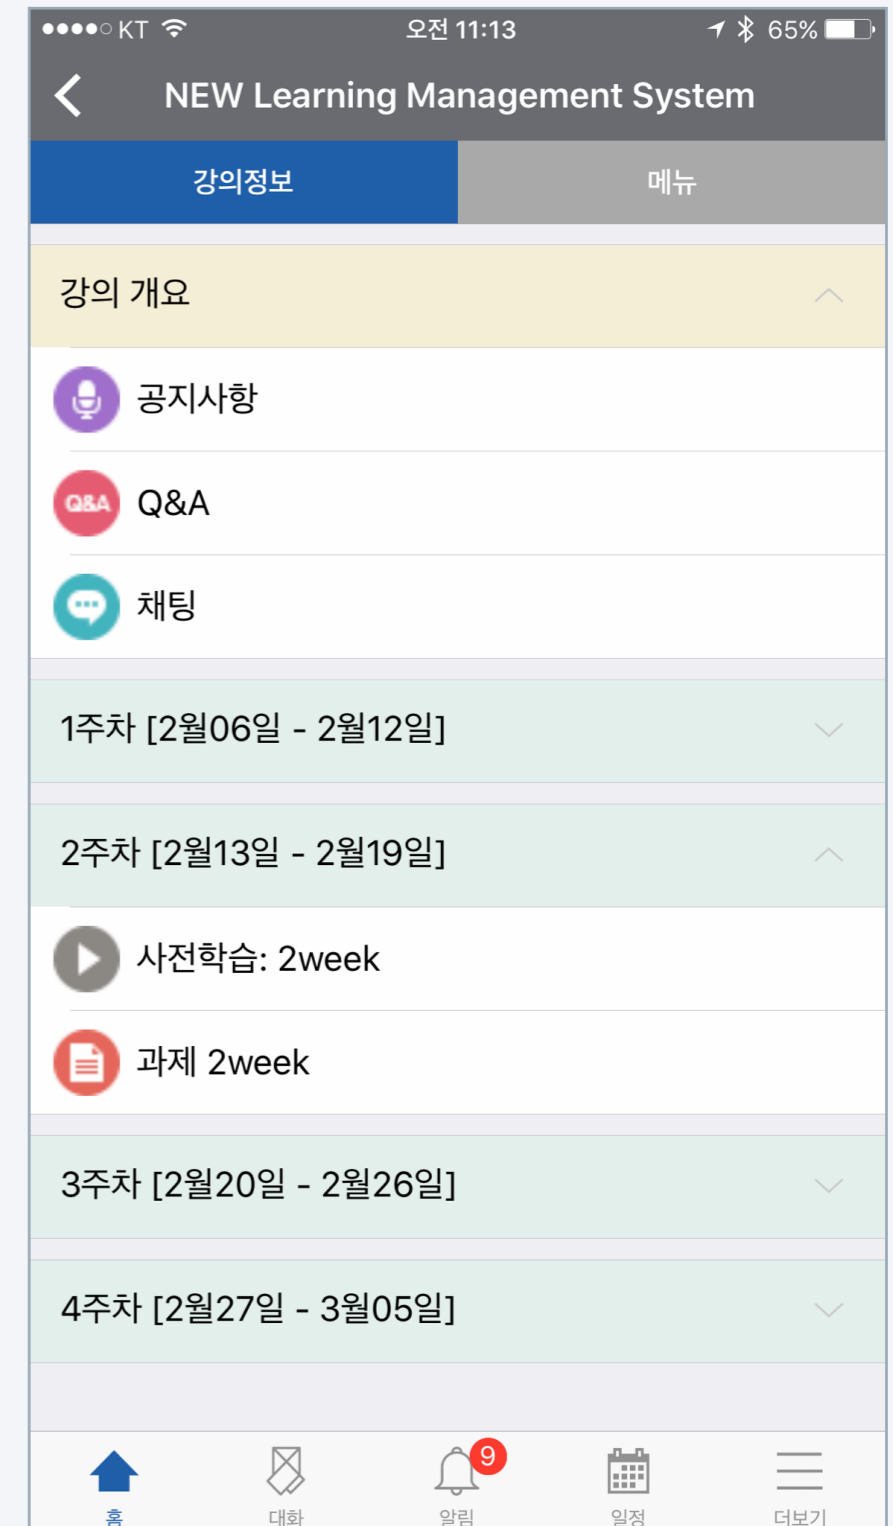 KT 오전 11:13 65%
NEW Learning Management System
강의정보 메뉴
강의 개요
공지사항
Q&A Q&A
채팅
1주차 [2월06일 - 2월12일]
2주차 [2월13일 - 2월19일]
사전학습: 2week
과제 2week
3주차 [2월20일 - 2월26일]
4주차 [2월27일 - 3월05일]
9
홈 대화 알림 일정 더보기